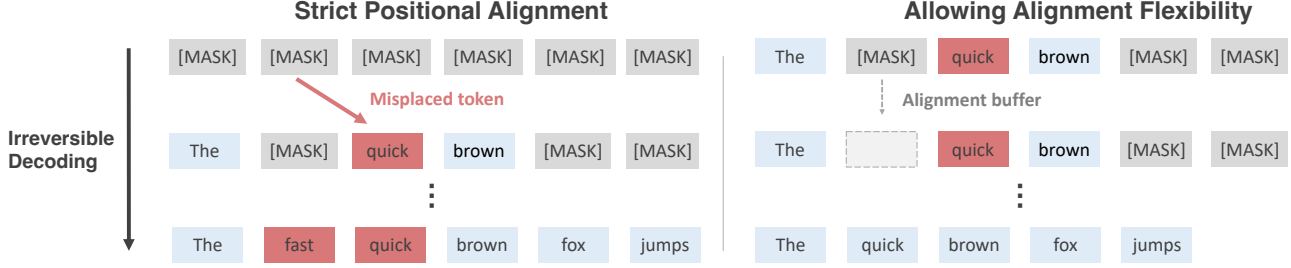 Strict Positional Alignment
[MASK] [MASK] [MASK] [MASK] [MASK] [MASK]
Misplaced token
Irreversible
Decoding
The [MASK] quick brown [MASK] [MASK]
⋮
The fast quick brown fox jumps
Allowing Alignment Flexibility
The [MASK] quick brown [MASK] [MASK]
Alignment buffer
The quick brown [MASK] [MASK]
⋮
The quick brown fox jumps